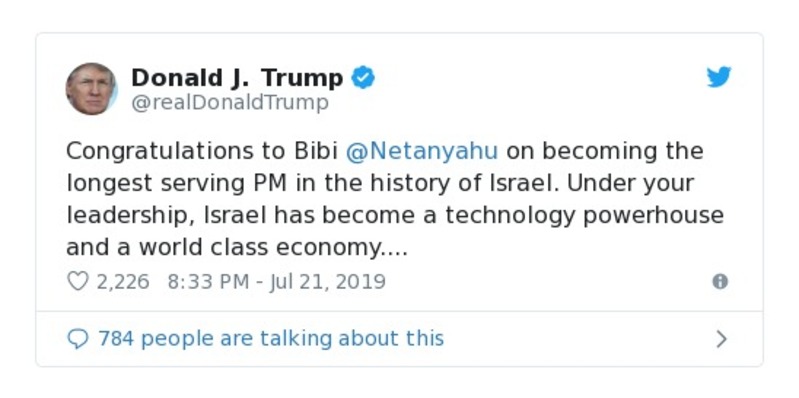 Donald J. Trump
@realDonaldTrump
Congratulations to Bibi @Netanyahu on becoming the
longest serving PM in the history of Israel. Under your
leadership, Israel has become a technology powerhouse
and a world class economy....
2,226 8:33 PM - Jul 21, 2019
784 people are talking about this